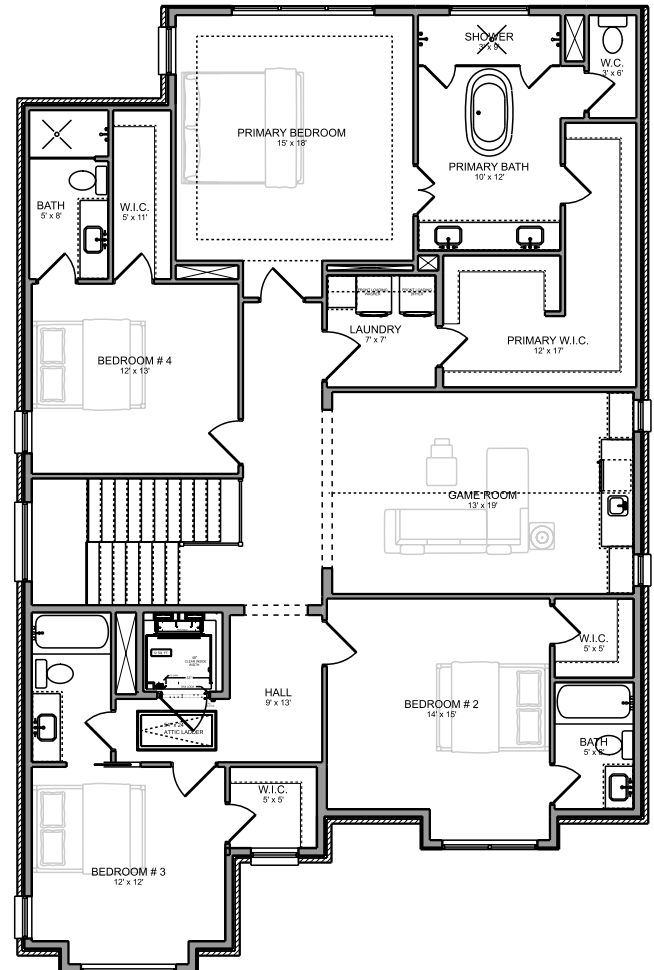 SHOWER
3' x 9'
W.C.
3' x 6'
PRIMARY BEDROOM
15' x 18'
PRIMARY BATH
10' x 12'
BATH
5' x 8'
W.I.C.
5' x 11'
LAUNDRY
7' x 7'
PRIMARY W.I.C.
12' x 17'
BEDROOM # 4
12' x 13'
GAME ROOM
13' x 19'
W.I.C.
5' x 5'
HALL
9' x 13'
BEDROOM # 2
14' x 15'
ATTIC LADDER
BATH
5' x 8'
W.I.C.
5' x 5'
BEDROOM # 3
12' x 12'